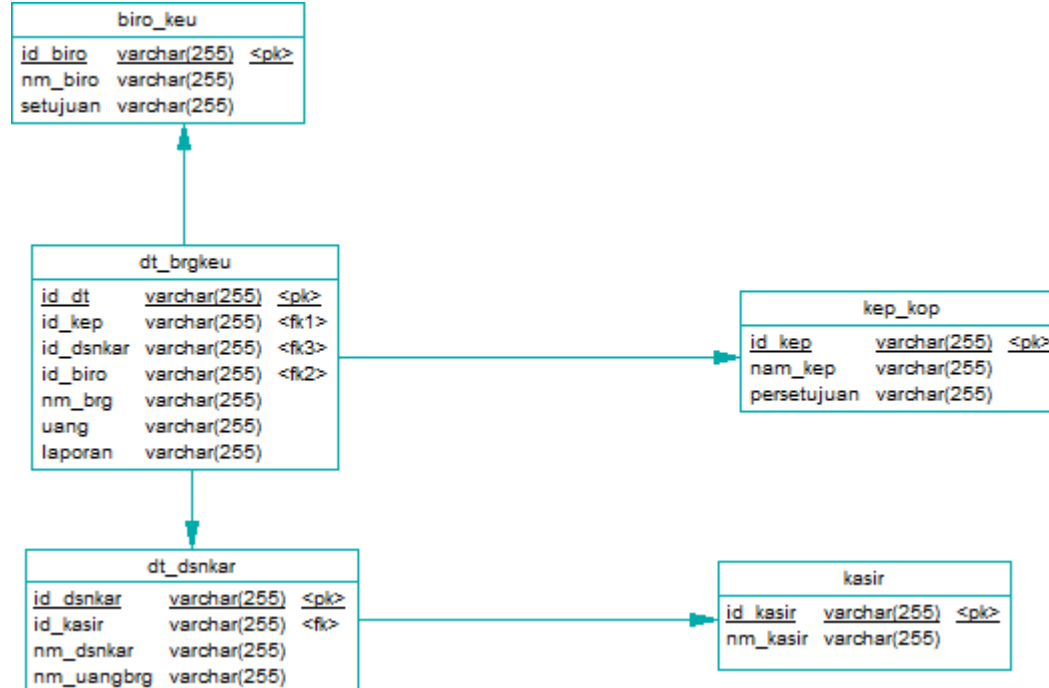 biro_keu
id_biro varchar(255) <pk>
nm_biro varchar(255)
setujuan varchar(255)
dt_brgkeu
id_dt varchar(255) <pk>
id_kep varchar(255) <fk1>
id_dsnkar varchar(255) <fk3>
id_biro varchar(255) <fk2>
nm_brg varchar(255)
uang varchar(255)
laporan varchar(255)
kep_kop
id_kep varchar(255) <pk>
nam_kep varchar(255)
persetujuan varchar(255)
dt_dsnkar
id_dsnkar varchar(255) <pk>
id_kasir varchar(255) <fk>
nm_dsnkar varchar(255)
nm_uangbrg varchar(255)
kasir
id_kasir varchar(255) <pk>
nm_kasir varchar(255)